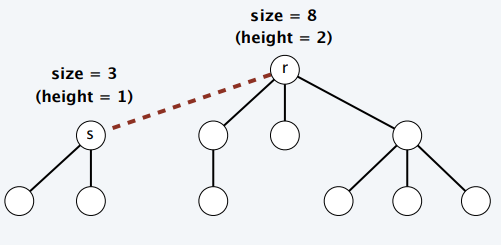 size = 8
(height = 2)
r
size = 3
(height = 1)
s